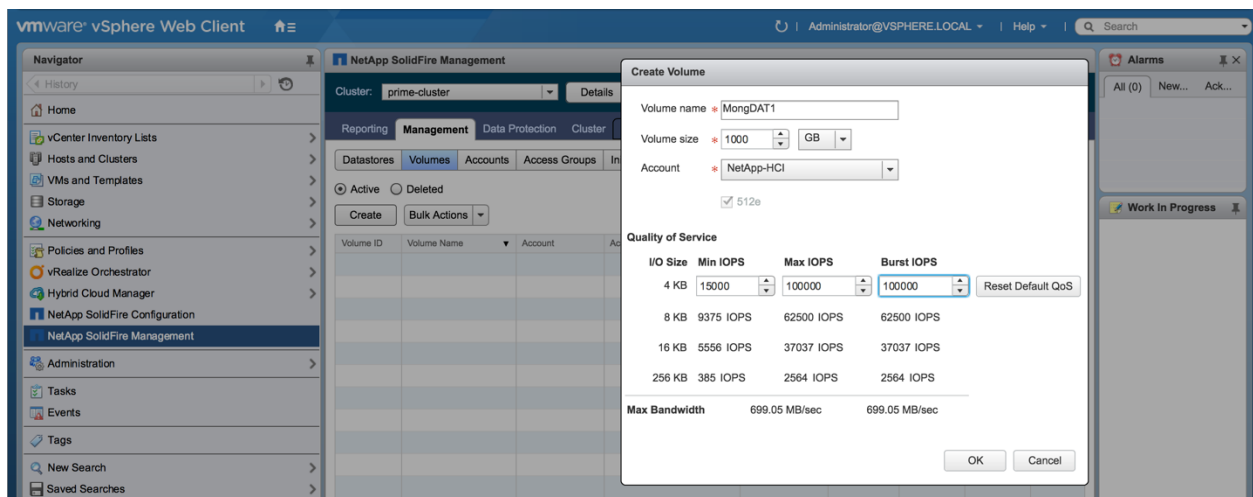 vmware® vSphere Web Client
Administrator@VSPHERE.LOCAL | Help | Search
Navigator
History
Home
vCenter Inventory Lists
Hosts and Clusters
VMs and Templates
Storage
Networking
Policies and Profiles
vRealize Orchestrator
Hybrid Cloud Manager
NetApp SolidFire Configuration
NetApp SolidFire Management
Administration
Tasks
Events
Tags
New Search
Saved Searches
NetApp SolidFire Management
Cluster: prime-cluster Details
Reporting Management Data Protection Cluster
Datastores Volumes Accounts Access Groups In
Active Deleted
Create Bulk Actions
Volume ID Volume Name Account Ac
Create Volume
Volume name * MongDAT1
Volume size * 1000 GB
Account * NetApp-HCI
512e
Quality of Service
I/O Size Min IOPS Max IOPS Burst IOPS
4 KB 15000 100000 100000 Reset Default QoS
8 KB 9375 IOPS 62500 IOPS 62500 IOPS
16 KB 5556 IOPS 37037 IOPS 37037 IOPS
256 KB 385 IOPS 2564 IOPS 2564 IOPS
Max Bandwidth 699.05 MB/sec 699.05 MB/sec
OK Cancel
Alarms
All (0) New... Ack...
Work In Progress